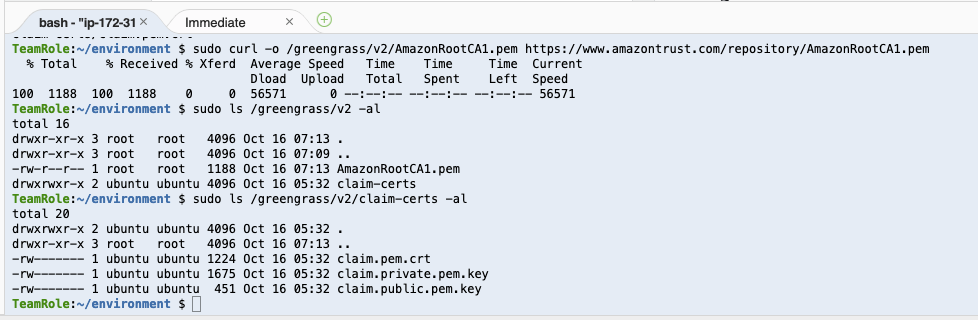 bash - "ip-172-31 × Immediate ×
TeamRole:~/environment $ sudo curl -o /greengrass/v2/AmazonRootCA1.pem https://www.amazontrust.com/repository/AmazonRootCA1.pem
% Total % Received % Xferd Average Speed Time Time Time Current
Dload Upload Total Spent Left Speed
100 1188 100 1188 0 0 56571 0 --:--:-- --:--:-- --:--:-- 56571
TeamRole:~/environment $ sudo ls /greengrass/v2 -al
total 16
drwxr-xr-x 3 root root 4096 Oct 16 07:13 .
drwxr-xr-x 3 root root 4096 Oct 16 07:09 ..
-rw-r--r-- 1 root root 1188 Oct 16 07:13 AmazonRootCA1.pem
drwxrwxr-x 2 ubuntu ubuntu 4096 Oct 16 05:32 claim-certs
TeamRole:~/environment $ sudo ls /greengrass/v2/claim-certs -al
total 20
drwxrwxr-x 2 ubuntu ubuntu 4096 Oct 16 05:32 .
drwxr-xr-x 3 root root 4096 Oct 16 07:13 ..
-rw------- 1 ubuntu ubuntu 1224 Oct 16 05:32 claim.pem.crt
-rw------- 1 ubuntu ubuntu 1675 Oct 16 05:32 claim.private.pem.key
-rw------- 1 ubuntu ubuntu 451 Oct 16 05:32 claim.public.pem.key
TeamRole:~/environment $